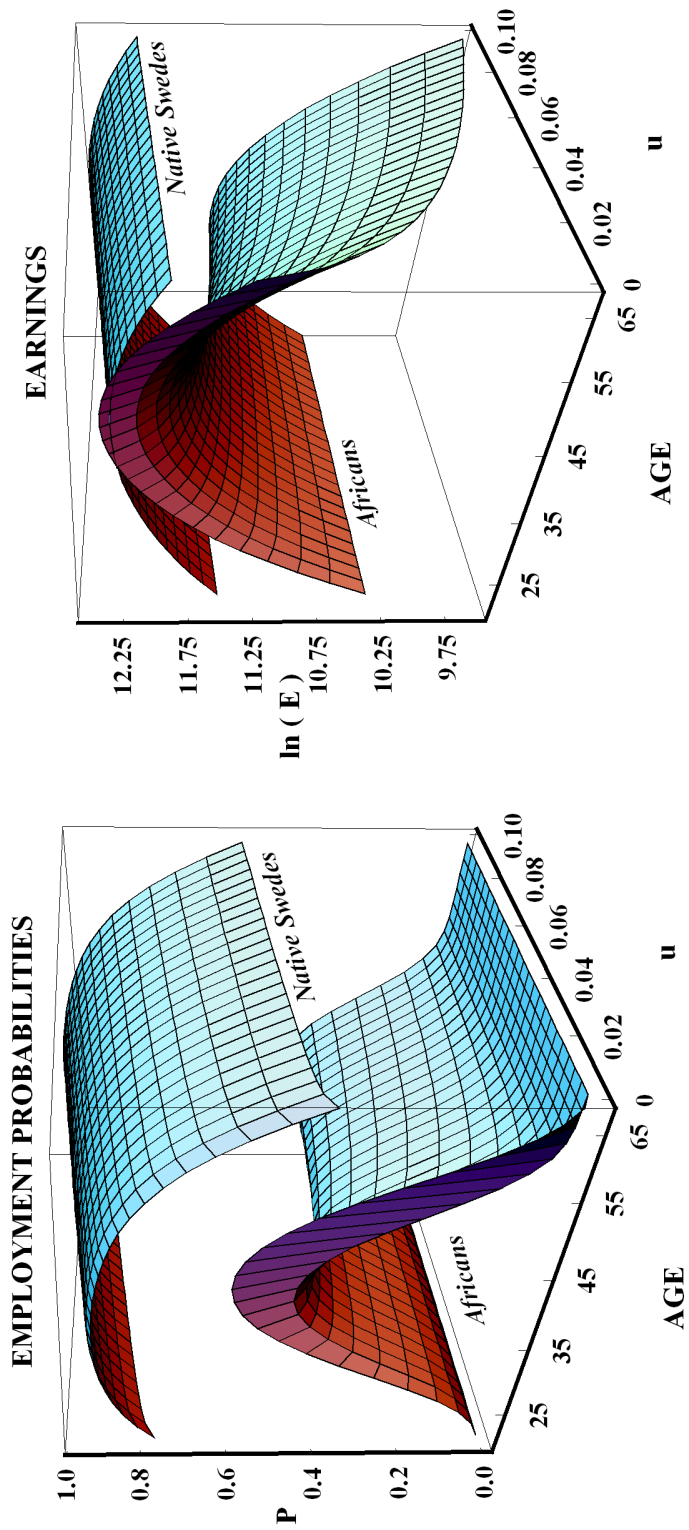 EMPLOYMENT PROBABILITIES
1.0
0.8
0.6
P
0.4
0.2
0.0
25
35
45
55
65
AGE
0
0.02
0.04
0.06
0.08
0.10
u
Native Swedes
Africans
EARNINGS
12.25
11.75
11.25
ln ( E )
10.75
10.25
9.75
25
35
45
55
65
AGE
0
0.02
0.04
0.06
0.08
0.10
u
Native Swedes
Africans